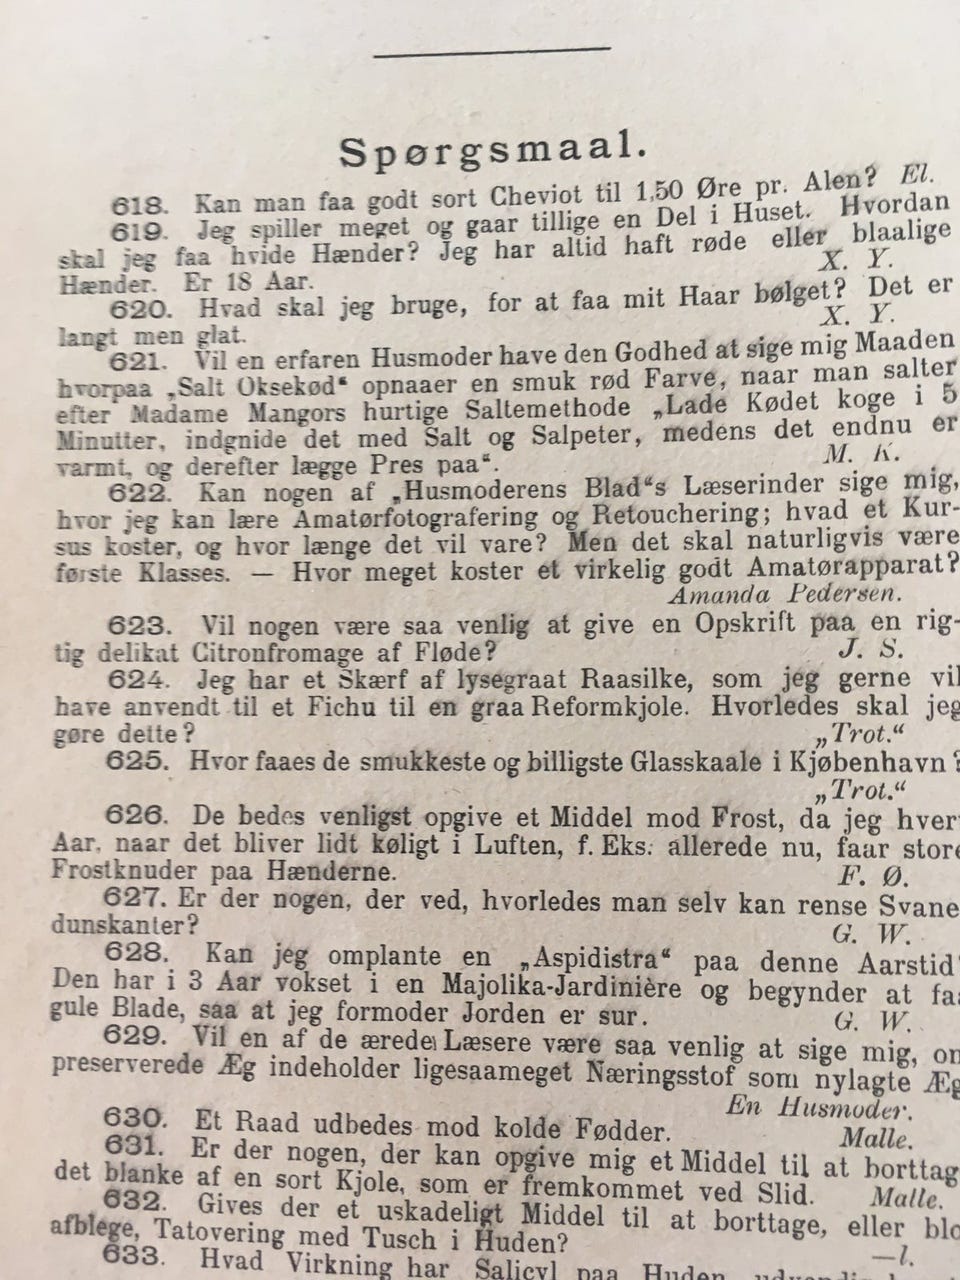 Spørgsmaal.
618. Kan man faa godt sort Cheviot til 1,50 Øre pr. Alen? El.
619. Jeg spiller meget og gaar tillige en Del i Huset. Hvordan
skal jeg faa hvide Hænder? Jeg har altid haft røde eller blaalige
Hænder. Er 18 Aar. X. Y.
620. Hvad skal jeg bruge, for at faa mit Haar bølget? Det er
langt men glat. X. Y.
621. Vil en erfaren Husmoder have den Godhed at sige mig Maaden
hvorpaa „Salt Oksekød“ opnaaer en smuk rød Farve, naar man salter
efter Madame Mangors hurtige Saltemethode „Lade Kødet koge i 5
Minutter, indgnide det med Salt og Salpeter, medens det endnu er
varmt, og derefter lægge Pres paa“. M. K.
622. Kan nogen af „Husmoderens Blad“s Læserinder sige mig,
hvor jeg kan lære Amatørfotografering og Retouchering; hvad et Kur-
sus koster, og hvor længe det vil vare? Men det skal naturligvis være
første Klasses. — Hvor meget koster et virkelig godt Amatørapparat?
Amanda Pedersen.
623. Vil nogen være saa venlig at give en Opskrift paa en rig-
tig delikat Citronfromage af Fløde? J. S.
624. Jeg har et Skærf af lysegraat Raasilke, som jeg gerne vil
have anvendt til et Fichu til en graa Reformkjole. Hvorledes skal jeg
gøre dette? „Trot.“
625. Hvor faaes de smukkeste og billigste Glasskaale i Kjøbenhavn?
„Trot.“
626. De bedes venligst opgive et Middel mod Frost, da jeg hver
Aar, naar det bliver lidt køligt i Luften, f. Eks. allerede nu, faar store
Frostknuder paa Hænderne. F. Ø.
627. Er der nogen, der ved, hvorledes man selv kan rense Svane
dunskanter? G. W.
628. Kan jeg omplante en „Aspidistra“ paa denne Aarstid
Den har i 3 Aar vokset i en Majolika-Jardinière og begynder at faa
gule Blade, saa at jeg formoder Jorden er sur. G. W.
629. Vil en af de ærede Læsere være saa venlig at sige mig, om
preserverede Æg indeholder ligesaameget Næringsstof som nylagte Æg
En Husmoder.
630. Et Raad udbedes mod kolde Fødder. Malle.
631. Er der nogen, der kan opgive mig et Middel til at borttag
det blanke af en sort Kjole, som er fremkommet ved Slid. Malle.
632. Gives der et uskadeligt Middel til at borttage, eller blo
afblege, Tatovering med Tusch i Huden? —l.
633. Hvad Virkning har Salicyl paa Huden